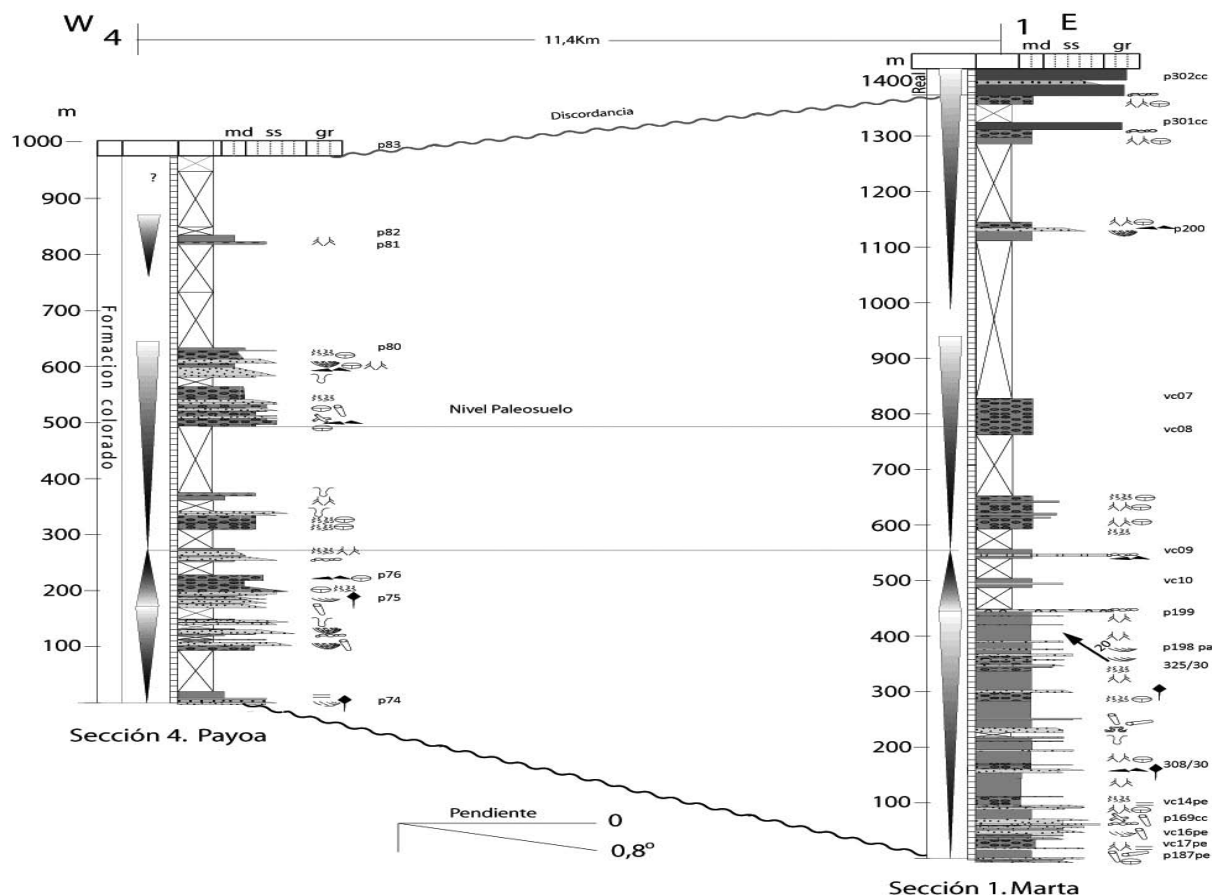 W
4
11,4Km
1
E
md ss gr
m
1400
Real
p302cc
Discordancia
p301cc
1300
m
md ss gr
1000
p83
?
900
1200
p200
p82
p81
800
1100
1000
700
Formacion colorado
p80
600
900
vc07
Nivel Paleosuelo
500
800
vc08
400
700
300
600
p76
vc09
200
p75
500
vc10
p199
100
400
20
p198 pa
325/30
p74
300
Sección 4. Payoa
200
308/30
Pendiente
0
0,8°
100
vc14pe
p169cc
vc16pe
vc17pe
p187pe
Sección 1. Marta